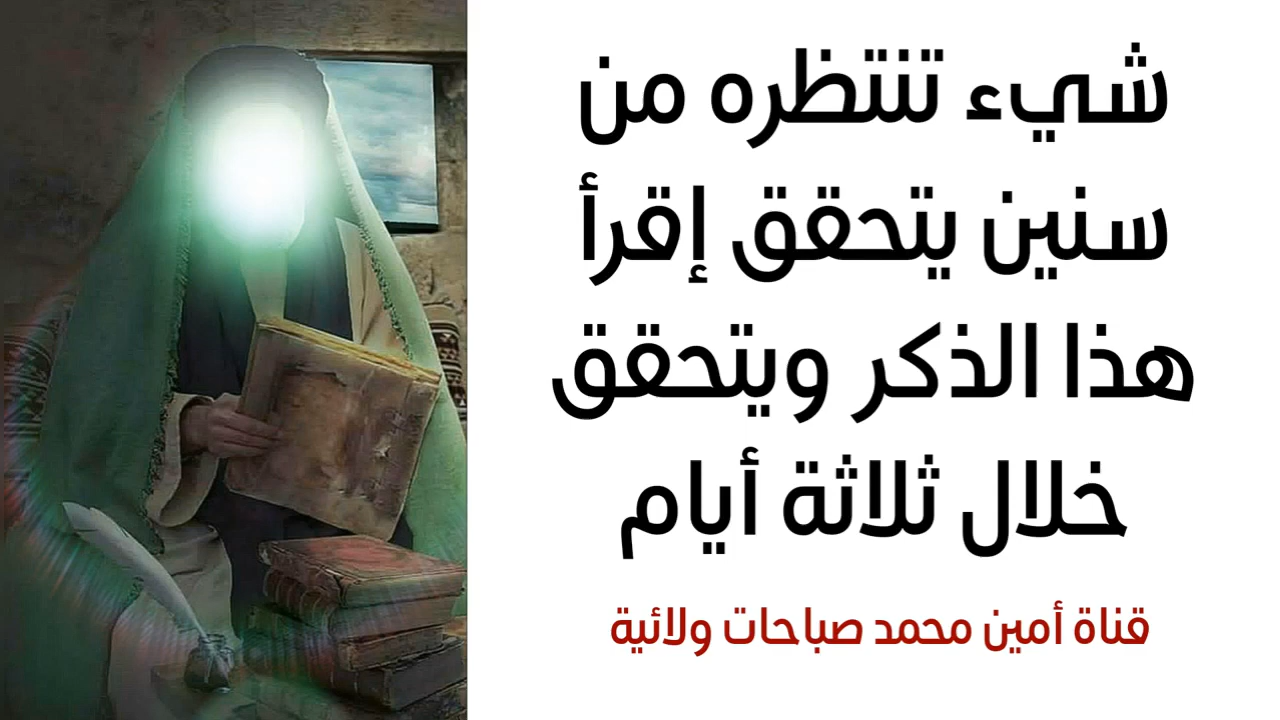 شيء تنتظره من
سنين يتحقق إقرأ
هذا الذكر ويتحقق
خلال ثلاثة أيام
قناة أمين محمد صباحات ولائية